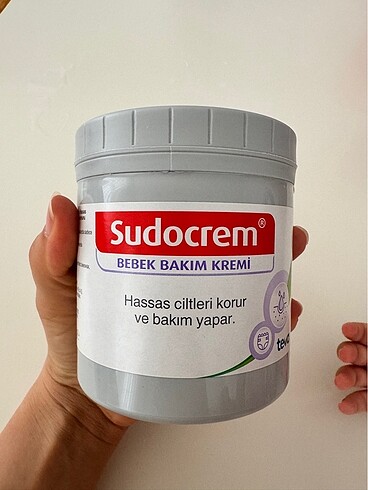 Sudocrem®
BEBEK BAKIM KREMİ
Hassas ciltleri korur
ve bakım yapar.